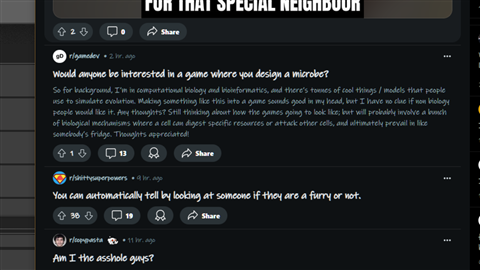 FOR THAT SPECIAL NEIGHBOUR
2 0 Share
gD r/gamedev • 2 hr. ago
Would anyone be interested in a game where you design a microbe?
So for background, I'm in computational biology and bioinformatics, and there's tonnes of cool things / models that people
use to simulate evolution. Making something like this into a game sounds good in my head, but I have no clue if non biology
people would like it. Any thoughts? Still thinking about how the games going to look like; but will probably involve a bunch
of biological mechanisms where a cell can digest specific resources or attack other cells, and ultimately prevail in like
somebody's fridge. Thoughts appreciated!
1 13 Share
r/shittysuperpowers • 9 hr. ago
You can automatically tell by looking at someone if they are a furry or not.
38 19 Share
r/copypasta • 11 hr. ago
Am I the asshole guys?